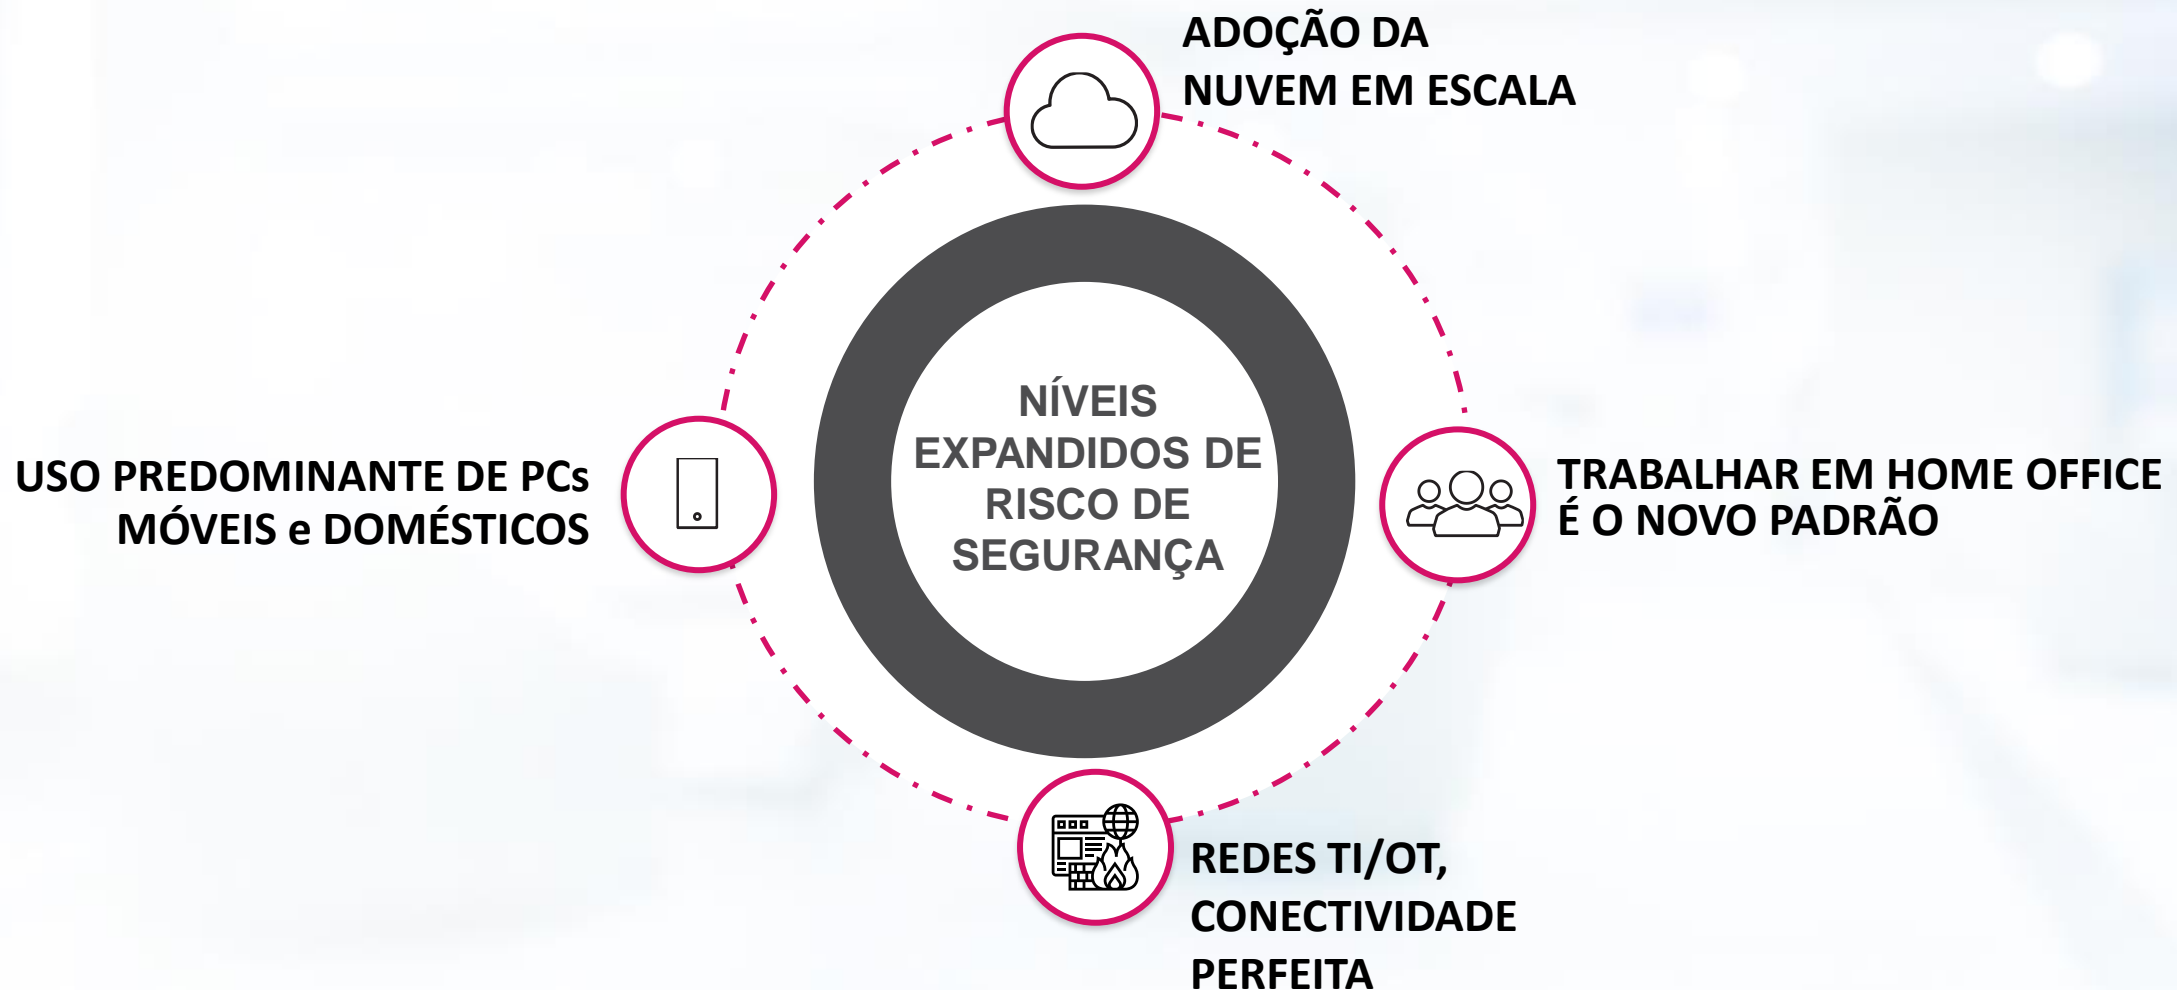 ADOÇÃO DA
NUVEM EM ESCALA
NÍVEIS
EXPANDIDOS DE
RISCO DE
SEGURANÇA
USO PREDOMINANTE DE PCs
MÓVEIS e DOMÉSTICOS
TRABALHAR EM HOME OFFICE
É O NOVO PADRÃO
REDES TI/OT,
CONECTIVIDADE
PERFEITA